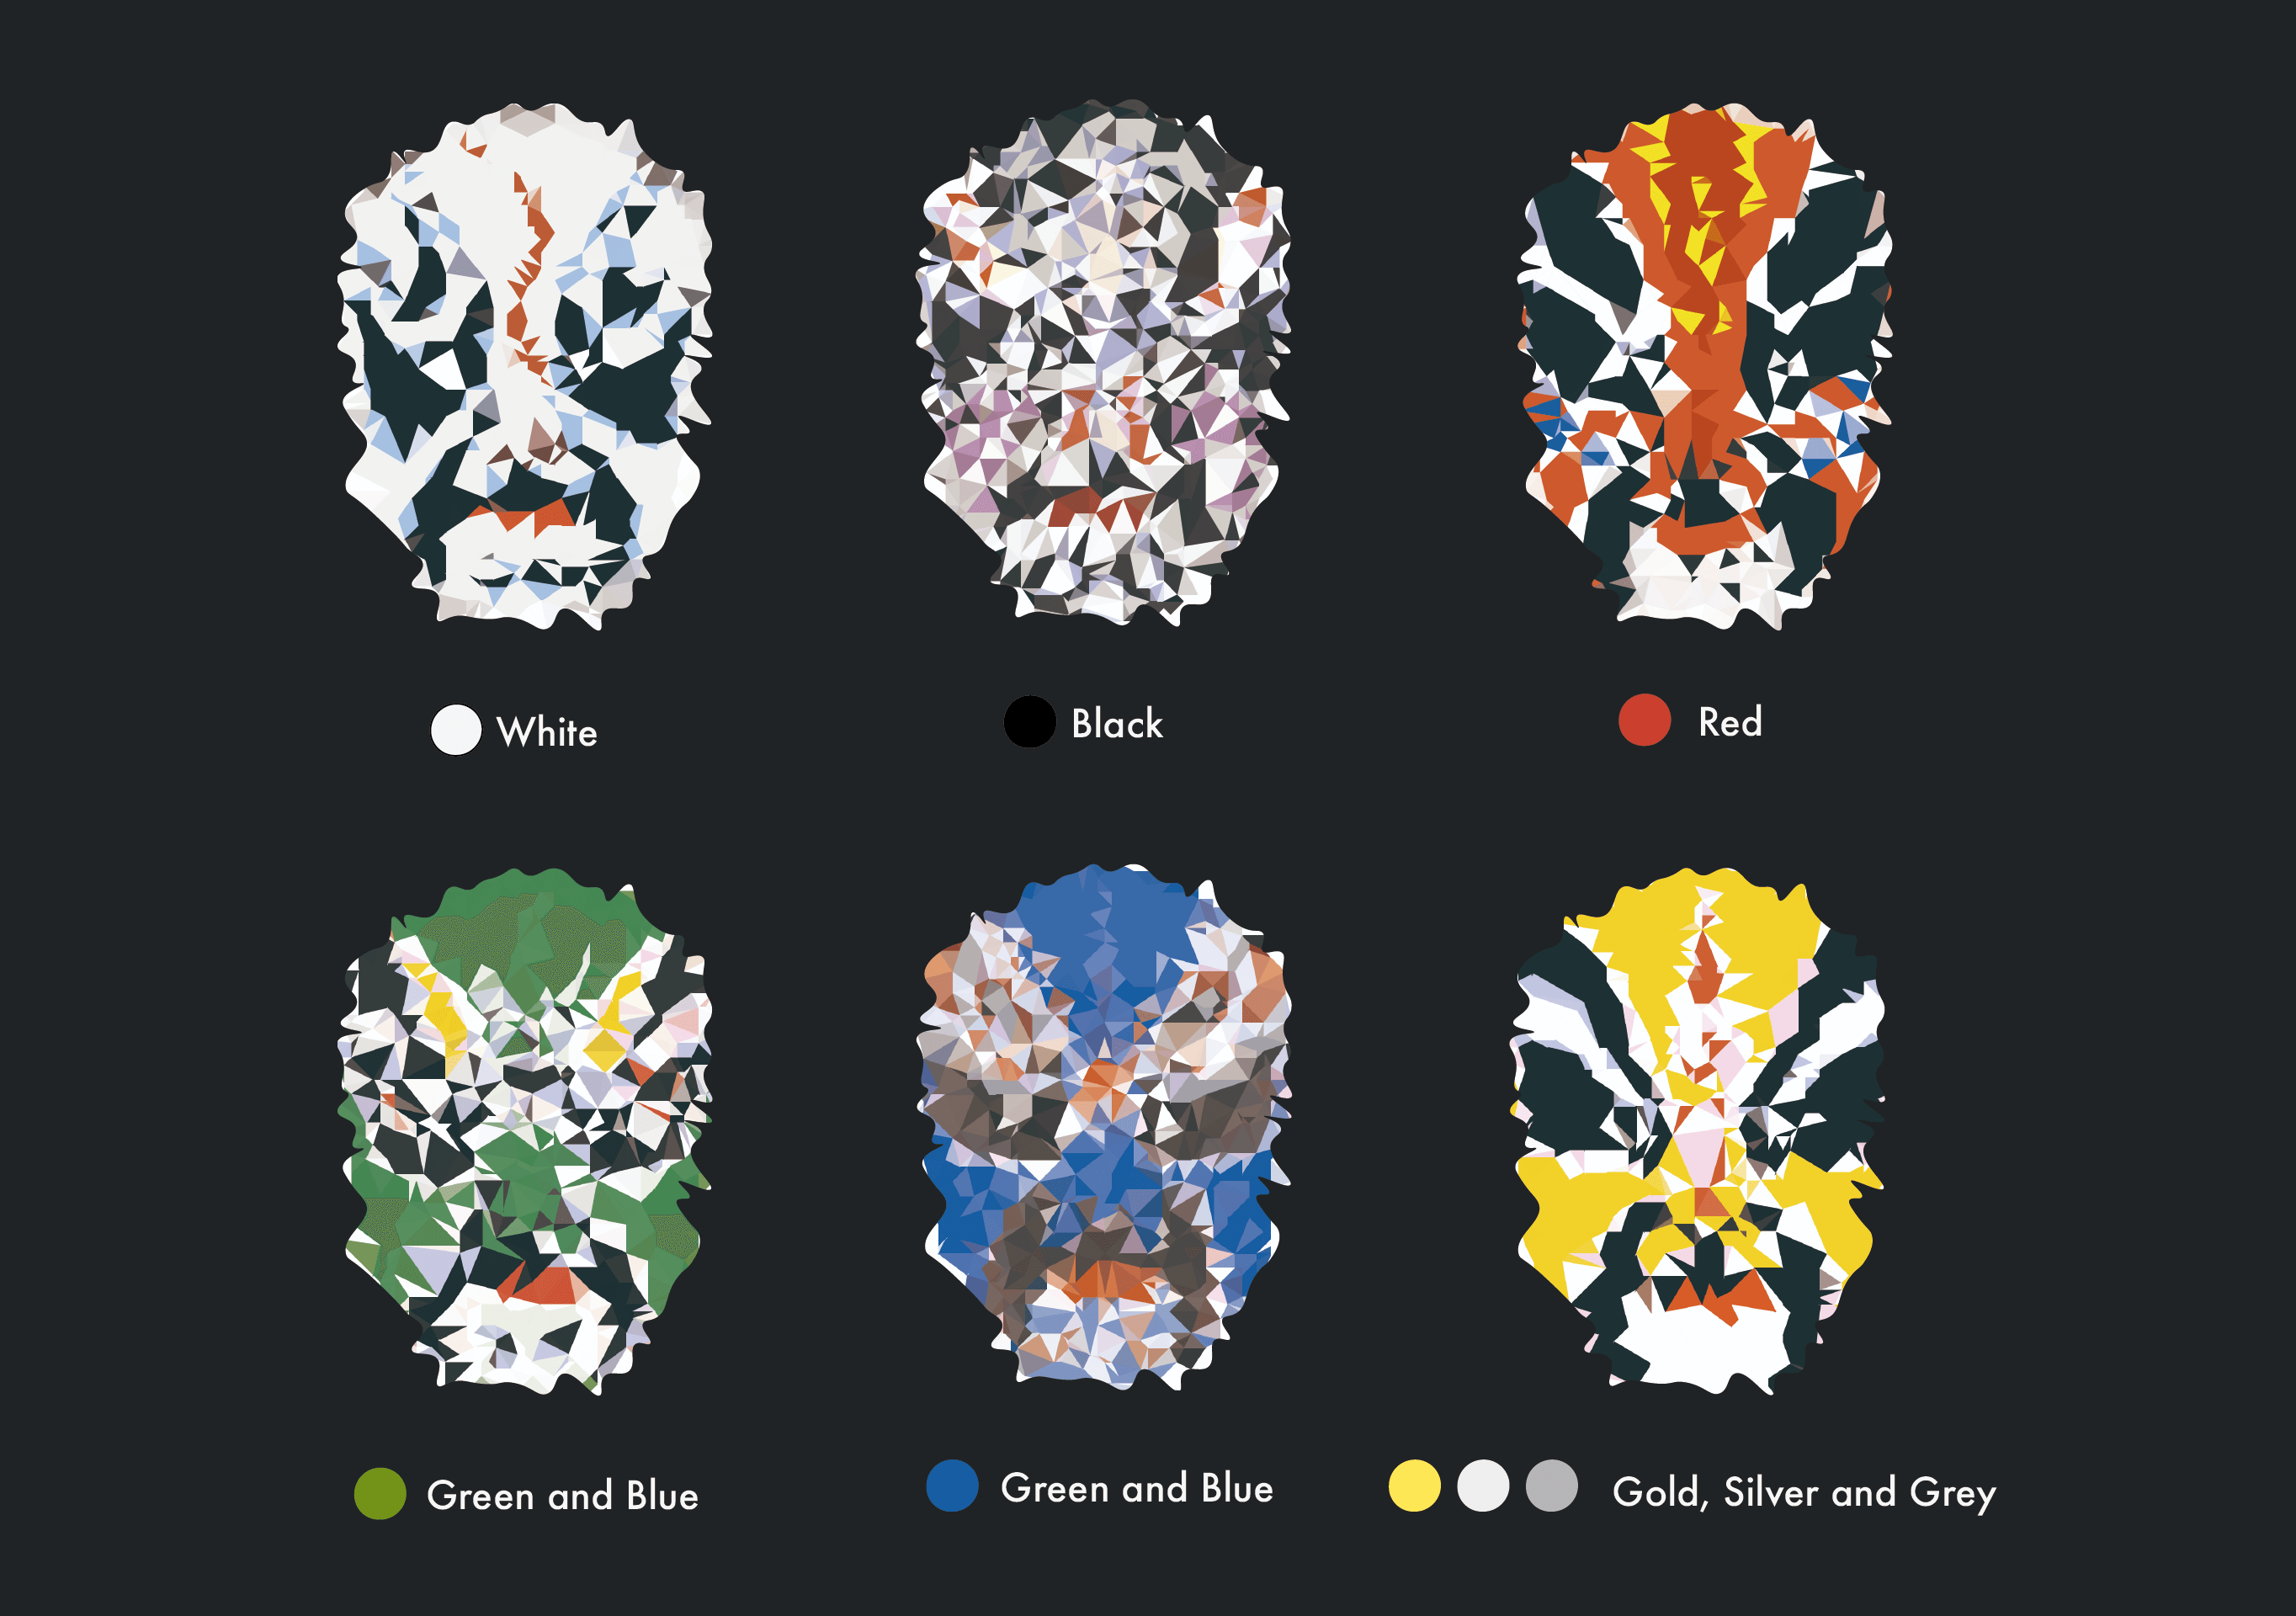 White
Black
Red
Green and Blue
Green and Blue
Gold, Silver and Grey